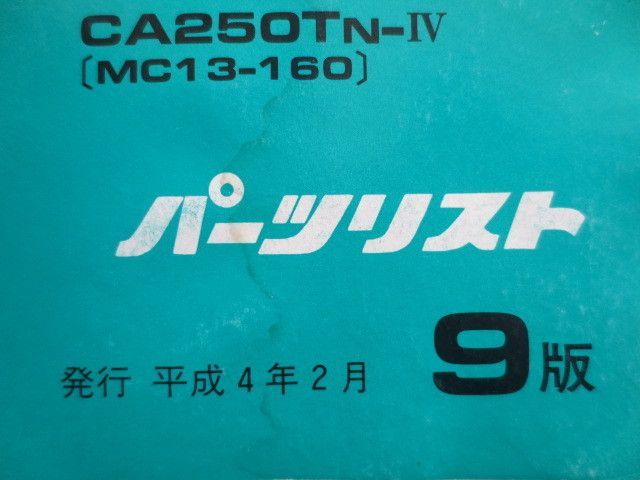 CA250TN-IV
〔MC13-160〕
パーツリスト
発行 平成4年2月 9版